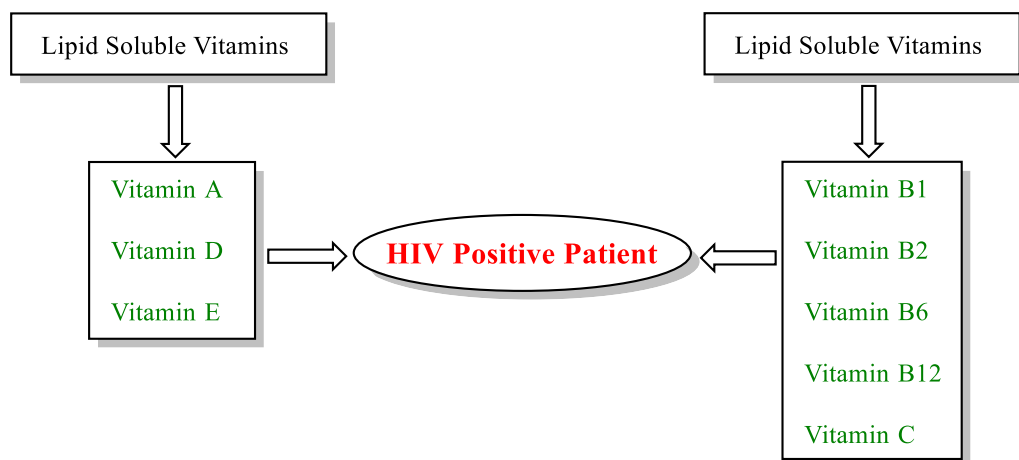 Lipid Soluble Vitamins
Vitamin A
Vitamin D
Vitamin E
HIV Positive Patient
Lipid Soluble Vitamins
Vitamin B1
Vitamin B2
Vitamin B6
Vitamin B12
Vitamin C